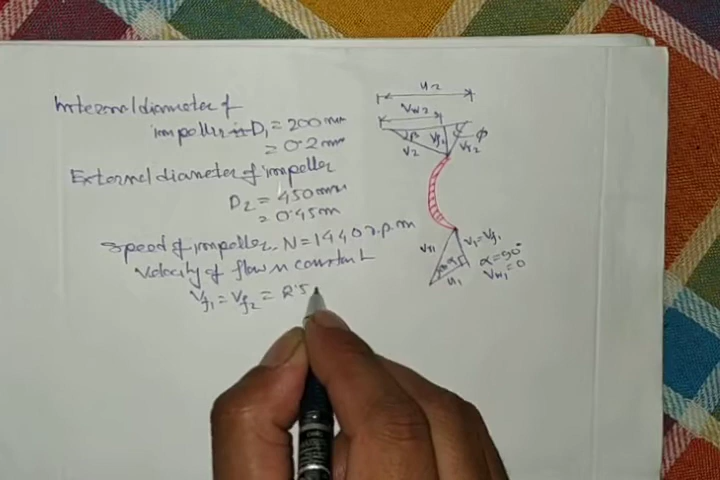 Internal diameter of
impeller is D₁ = 200 mm
= 0.2 mm
External diameter of impeller
D₂ = 450mm
= 0.45m
Speed of impeller. N = 1440 r.p.m
Velocity of flow is constant
Vf₁ = Vf₂ = 2.5
u₂
Vw₂
β Vf₂ φ
V₂ Vr₂
Vr₁ V₁ = Vf₁
θ α α = 90°
u₁ Vw₁ = 0